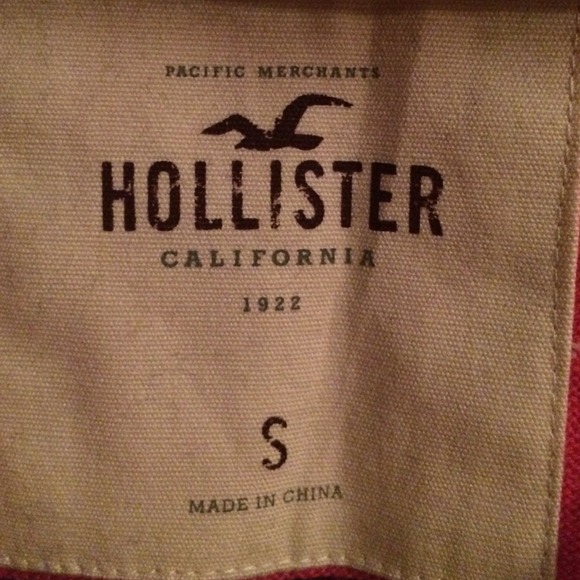 PACIFIC MERCHANTS
HOLLISTER
CALIFORNIA
1922
S
MADE IN CHINA